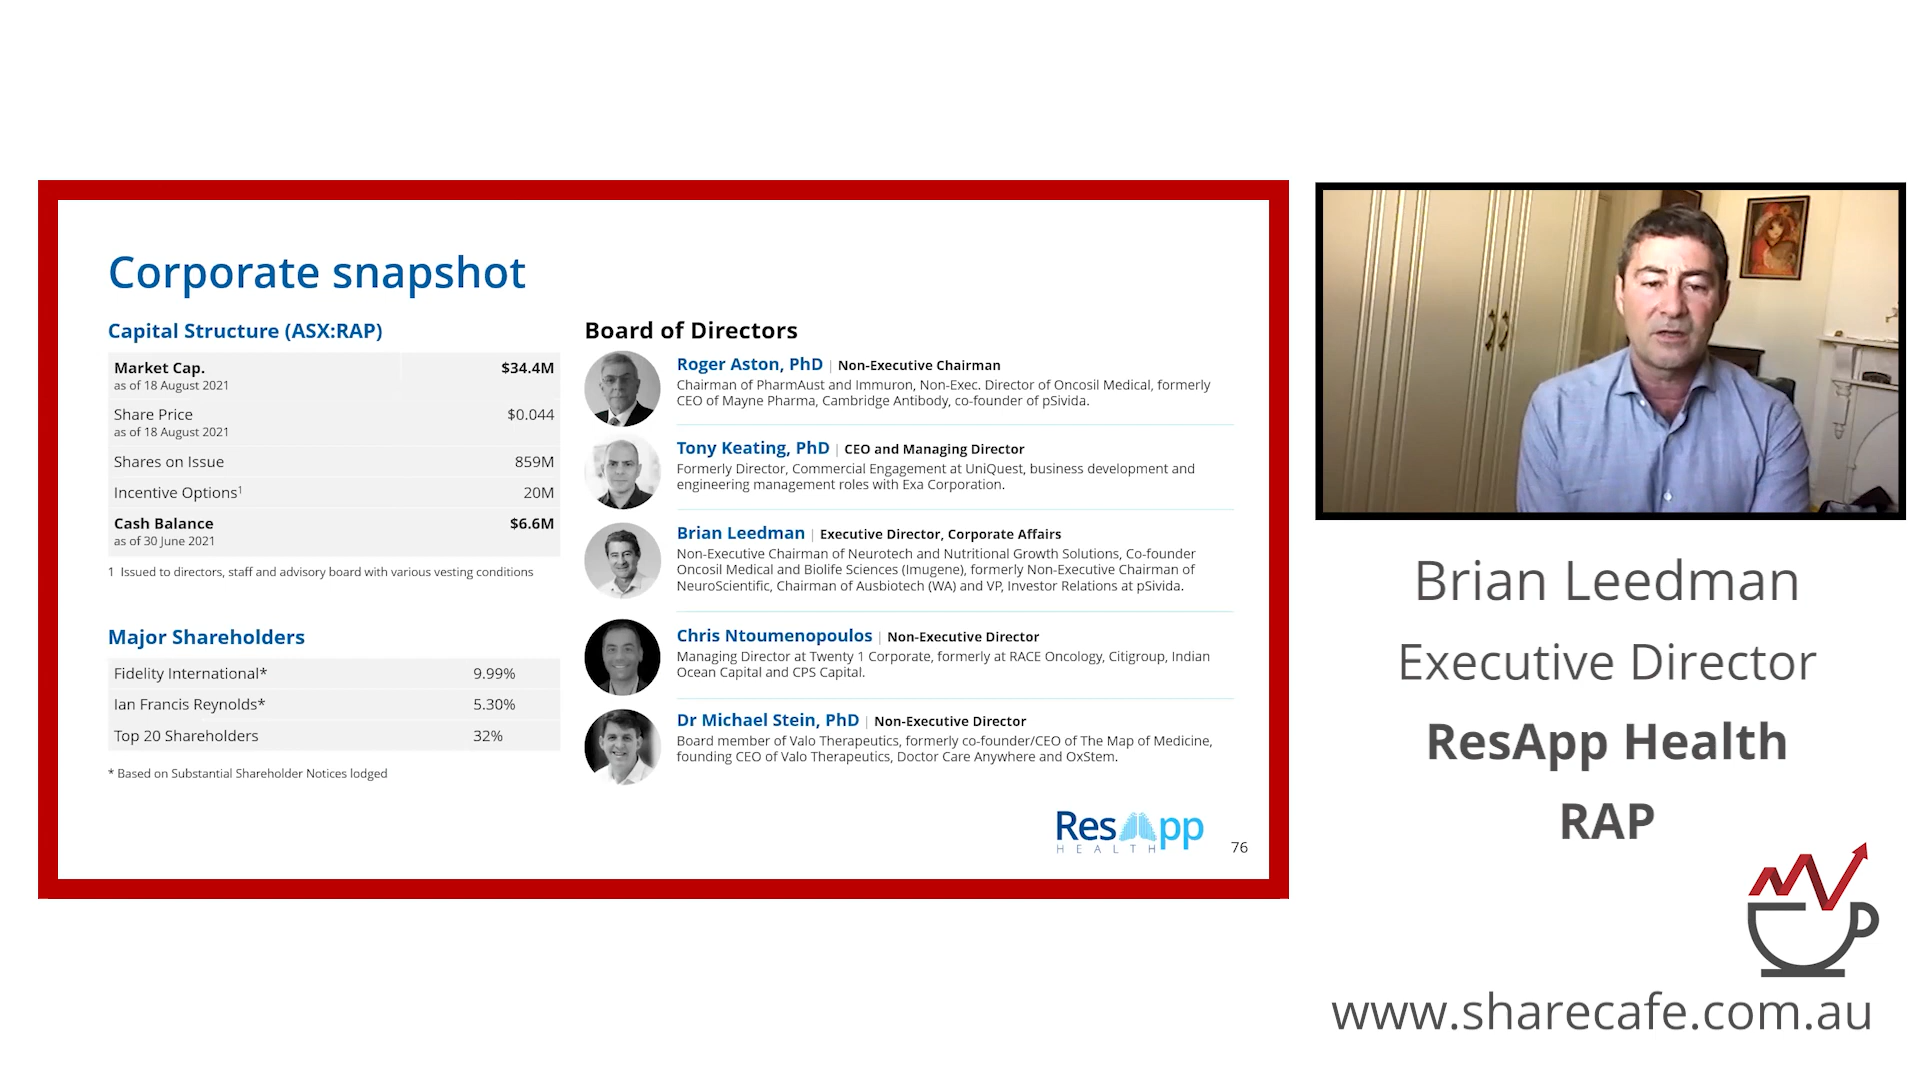 Corporate snapshot
Capital Structure (ASX:RAP)
Market Cap. $34.4M
as of 18 August 2021
Share Price $0.044
as of 18 August 2021
Shares on Issue 859M
Incentive Options¹ 20M
Cash Balance $6.6M
as of 30 June 2021
1 Issued to directors, staff and advisory board with various vesting conditions
Major Shareholders
Fidelity International* 9.99%
Ian Francis Reynolds* 5.30%
Top 20 Shareholders 32%
* Based on Substantial Shareholder Notices lodged
Board of Directors
Roger Aston, PhD | Non-Executive Chairman
Chairman of PharmAust and Immuron, Non-Exec. Director of Oncosil Medical, formerly
CEO of Mayne Pharma, Cambridge Antibody, co-founder of pSivida.
Tony Keating, PhD | CEO and Managing Director
Formerly Director, Commercial Engagement at UniQuest, business development and
engineering management roles with Exa Corporation.
Brian Leedman | Executive Director, Corporate Affairs
Non-Executive Chairman of Neurotech and Nutritional Growth Solutions, Co-founder
Oncosil Medical and Biolife Sciences (Imugene), formerly Non-Executive Chairman of
NeuroScientific, Chairman of Ausbiotech (WA) and VP, Investor Relations at pSivida.
Chris Ntoumenopoulos | Non-Executive Director
Managing Director at Twenty 1 Corporate, formerly at RACE Oncology, Citigroup, Indian
Ocean Capital and CPS Capital.
Dr Michael Stein, PhD | Non-Executive Director
Board member of Valo Therapeutics, formerly co-founder/CEO of The Map of Medicine,
founding CEO of Valo Therapeutics, Doctor Care Anywhere and OxStem.
ResApp
HEALTH
76
Brian Leedman
Executive Director
ResApp Health
RAP
www.sharecafe.com.au